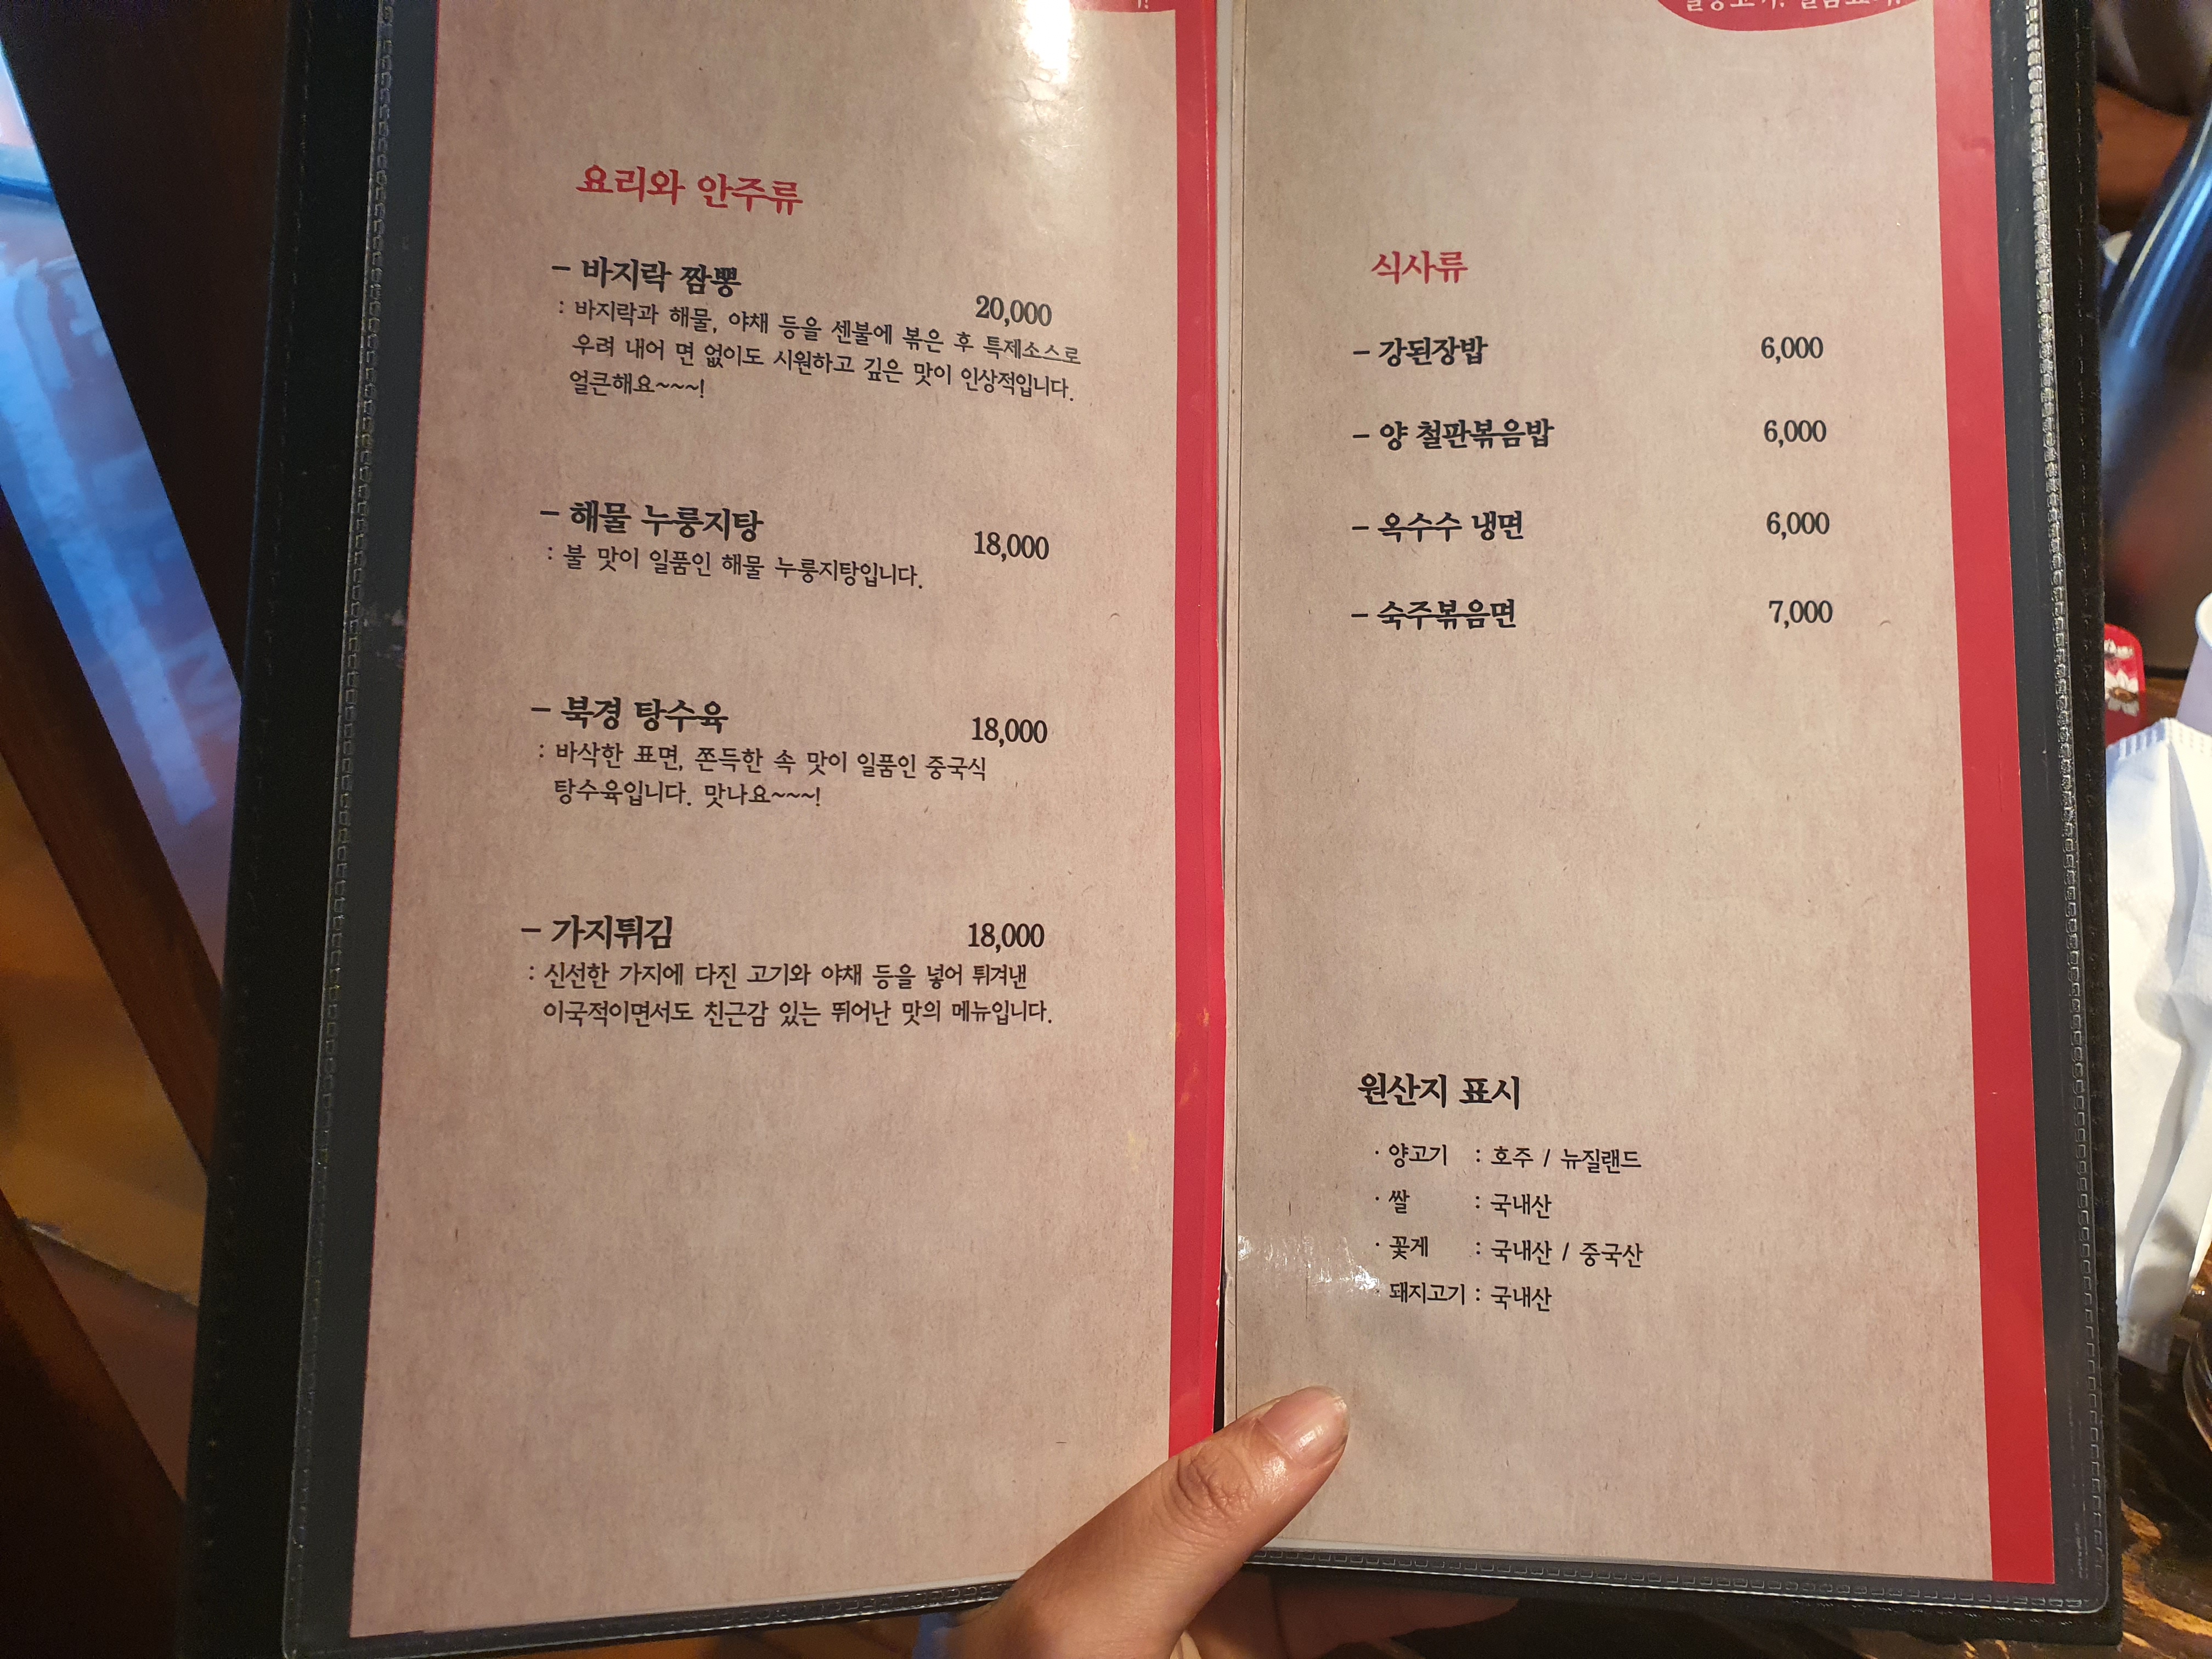 요리와 안주류
- 바지락 짬뽕 20,000
: 바지락과 해물, 야채 등을 센불에 볶은 후 특제소스로
우려 내어 면 없이도 시원하고 깊은 맛이 인상적입니다.
얼큰해요~~~!
- 해물 누룽지탕 18,000
: 불 맛이 일품인 해물 누룽지탕입니다.
- 북경 탕수육 18,000
: 바삭한 표면, 쫀득한 속 맛이 일품인 중국식
탕수육입니다. 맛나요~~~!
- 가지튀김 18,000
: 신선한 가지에 다진 고기와 야채 등을 넣어 튀겨낸
이국적이면서도 친근감 있는 뛰어난 맛의 메뉴입니다.
식사류
- 강된장밥 6,000
- 양 철판볶음밥 6,000
- 옥수수 냉면 6,000
- 숙주볶음면 7,000
원산지 표시
· 양고기 : 호주 / 뉴질랜드
· 쌀 : 국내산
· 꽃게 : 국내산 / 중국산
· 돼지고기 : 국내산